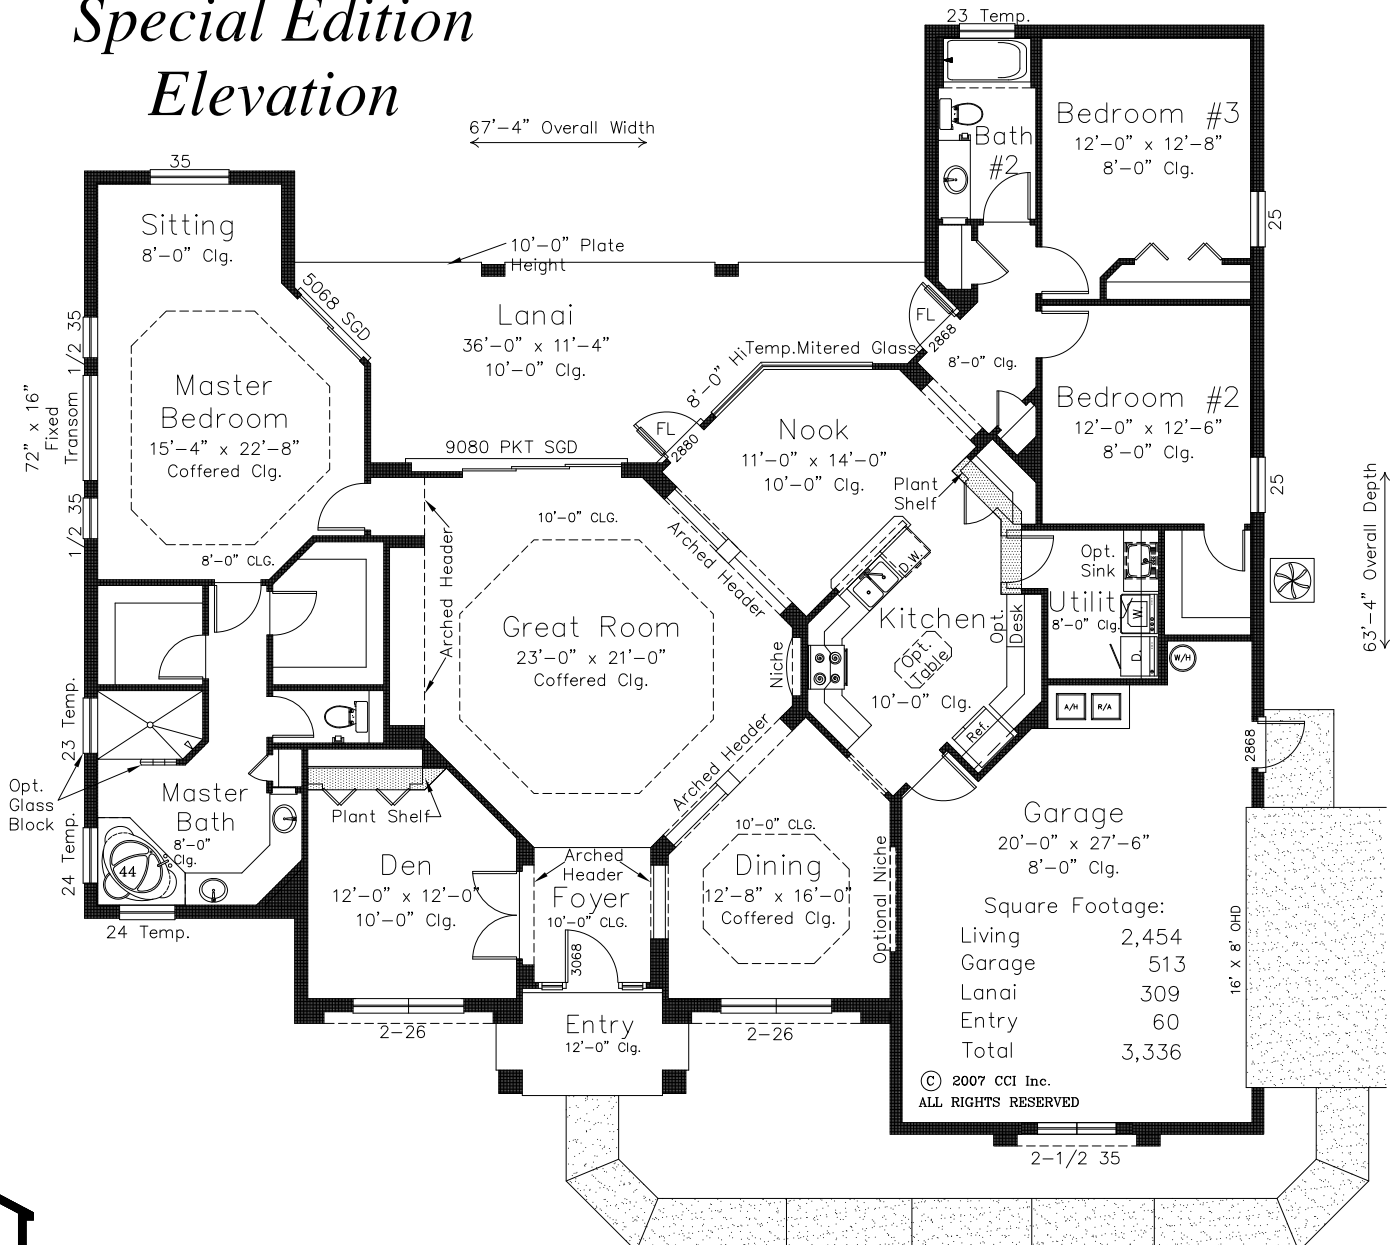 Special Edition
Elevation
67'-4" Overall Width
23 Temp.
35
Sitting
8'-0" Clg.
10'-0" Plate
Height
5068 SGD
Lanai
36'-0" x 11'-4"
10'-0" Clg.
Bath
#2
Bedroom #3
12'-0" x 12'-8"
8'-0" Clg.
25
FL
2868
8'-0" Clg.
Temp.Mitered Glass
8'-0" Hi
1/2 35
72" x 16"
Fixed
Transom
1/2 35
Master
Bedroom
15'-4" x 22'-8"
Coffered Clg.
8'-0" CLG.
9080 PKT SGD
FL
2880
Nook
11'-0" x 14'-0"
10'-0" Clg.
Plant
Shelf
Bedroom #2
12'-0" x 12'-6"
8'-0" Clg.
25
63'-4" Overall Depth
10'-0" CLG.
Arched Header
Arched Header
Great Room
23'-0" x 21'-0"
Coffered Clg.
Niche
D.W.
Kitchen
Opt.
Table
10'-0" Clg.
Opt.
Desk
Ref.
Opt.
Sink
Utilit
8'-0" Clg.
W.
D.
W/H
A/H
R/A
2868
23 Temp.
Opt.
Glass
Block
24 Temp.
Master
Bath
8'-0"
Clg.
44
24 Temp.
Plant Shelf
Den
12'-0" x 12'-0"
10'-0" Clg.
2-26
Arched Header
Arched
Header
Foyer
10'-0" CLG.
3068
Entry
12'-0" Clg.
10'-0" CLG.
Dining
12'-8" x 16'-0"
Coffered Clg.
Optional Niche
2-26
Garage
20'-0" x 27'-6"
8'-0" Clg.
Square Footage:
Living 2,454
Garage 513
Lanai 309
Entry 60
Total 3,336
16' x 8' OHD
© 2007 CCI Inc.
ALL RIGHTS RESERVED
2-1/2 35